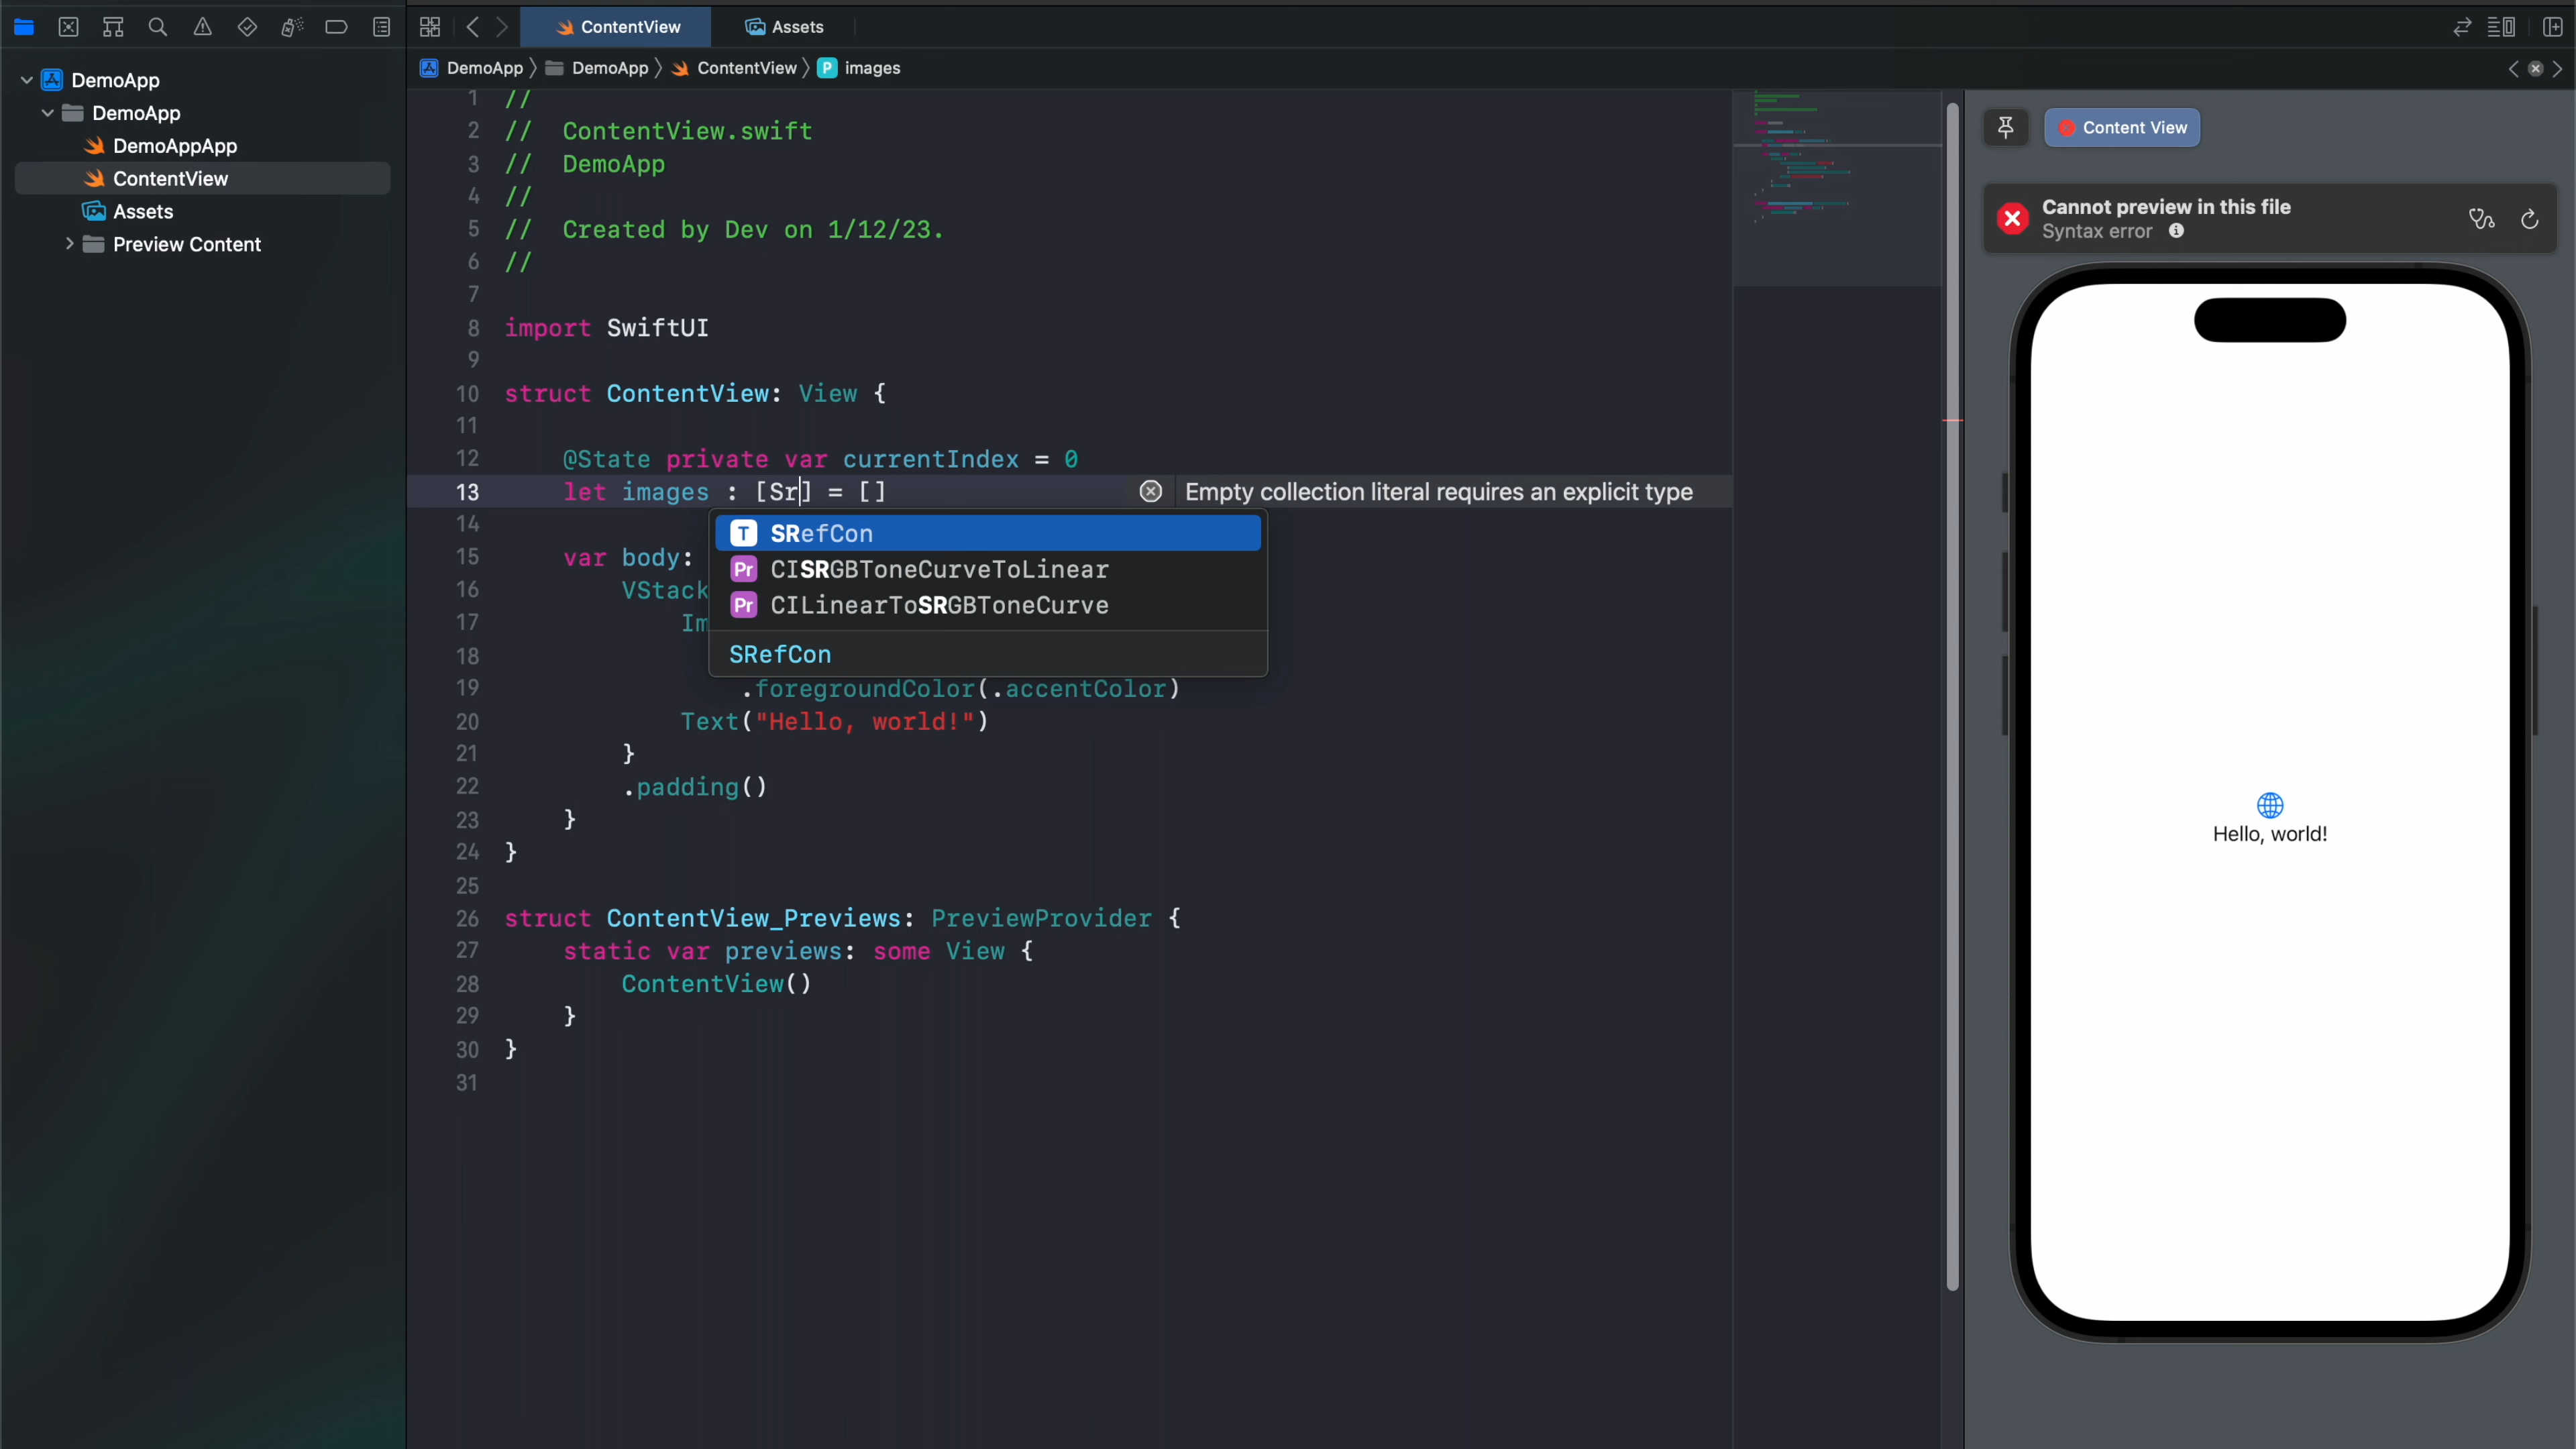 ContentView
Assets
DemoApp
DemoApp
DemoAppApp
ContentView
Assets
Preview Content
DemoApp DemoApp ContentView P images
1 //
2 //  ContentView.swift
3 //  DemoApp
4 //
5 //  Created by Dev on 1/12/23.
6 //
7
8 import SwiftUI
9
10 struct ContentView: View {
11
12     @State private var currentIndex = 0
13     let images : [Sr] = []
Empty collection literal requires an explicit type
14
T SRefCon
Pr CISRGBToneCurveToLinear
Pr CILinearToSRGBToneCurve
SRefCon
15     var body:
16         VStack
17             Im
18
19                 .foregroundColor(.accentColor)
20             Text("Hello, world!")
21         }
22         .padding()
23     }
24 }
25
26 struct ContentView_Previews: PreviewProvider {
27     static var previews: some View {
28         ContentView()
29     }
30 }
31
Content View
Cannot preview in this file
Syntax error
Hello, world!